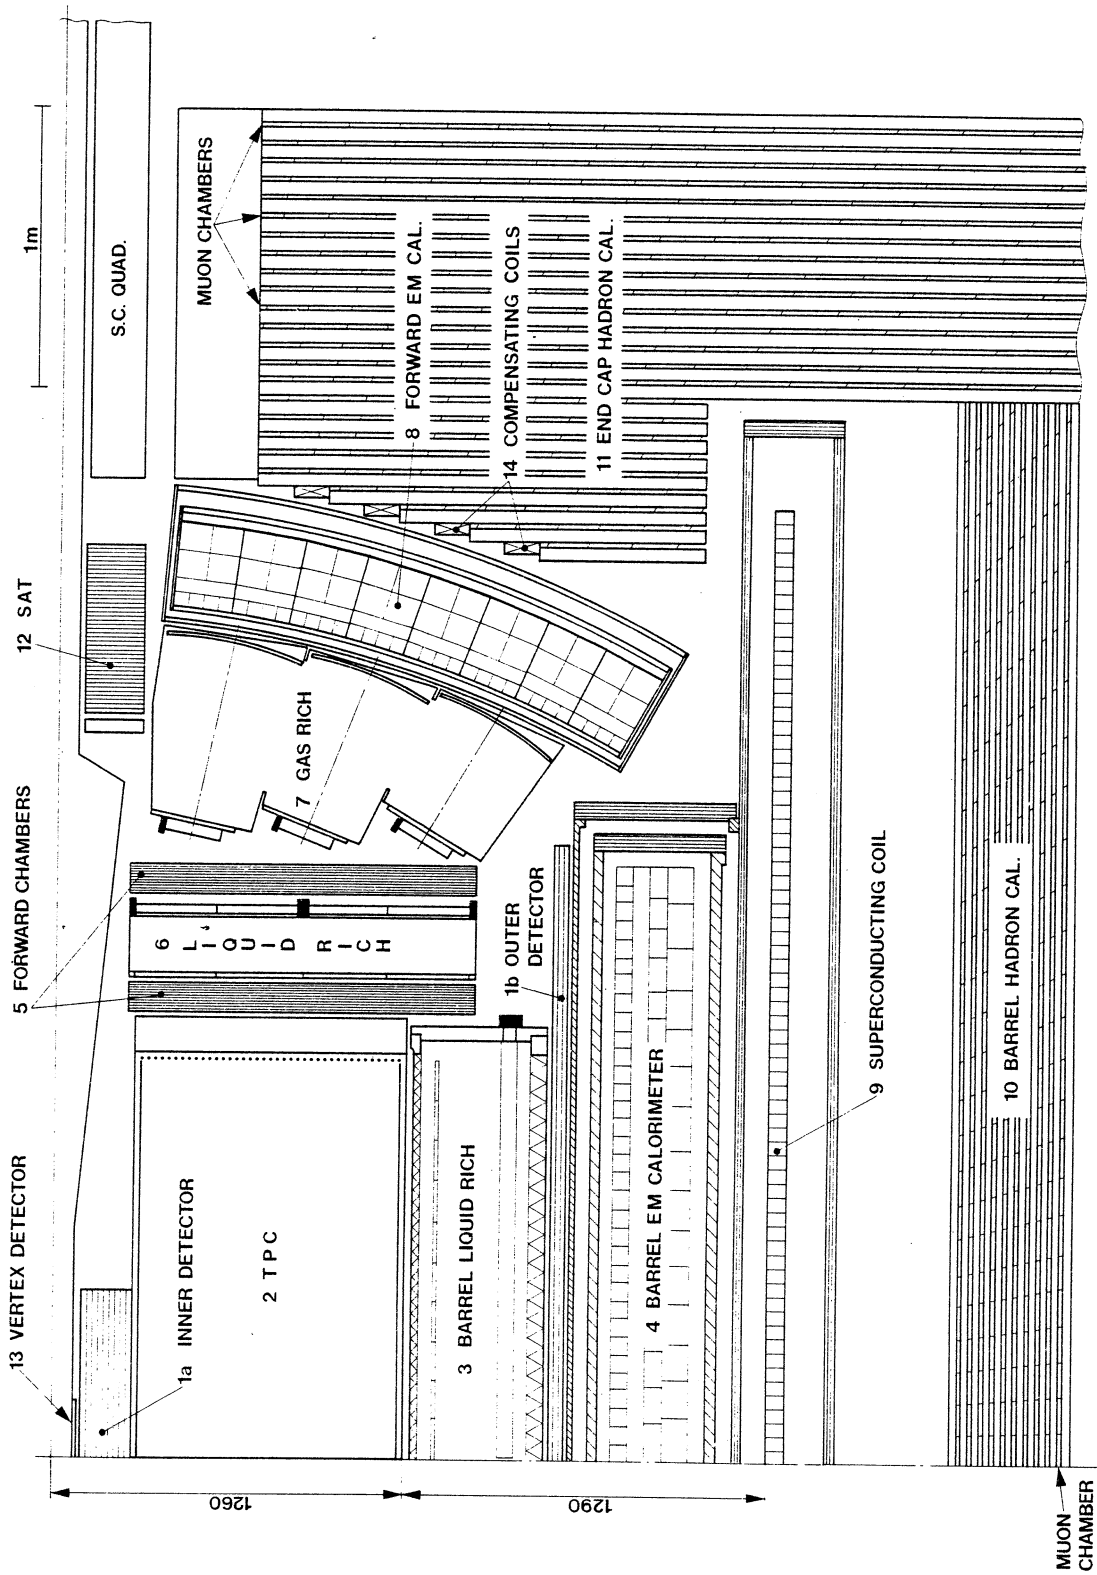 13 VERTEX DETECTOR
1a INNER DETECTOR
2 TPC
3 BARREL LIQUID RICH
4 BARREL EM CALORIMETER
1b OUTER
DETECTOR
5 FORWARD CHAMBERS
6 LIQUID RICH
7 GAS RICH
12 SAT
S.C. QUAD.
1m
MUON CHAMBERS
8 FORWARD EM CAL.
14 COMPENSATING COILS
11 END CAP HADRON CAL.
9 SUPERCONDUCTING COIL
10 BARREL HADRON CAL.
1260
1290
MUON
CHAMBER